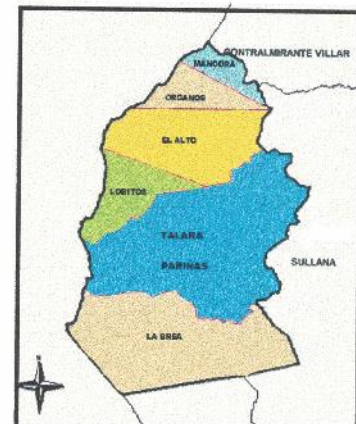 CONTRALMIRANTE VILLAR
MANCORA
ORGANOS
EL ALTO
LOBITOS
TALARA
PARIÑAS
SULLANA
LA BREA